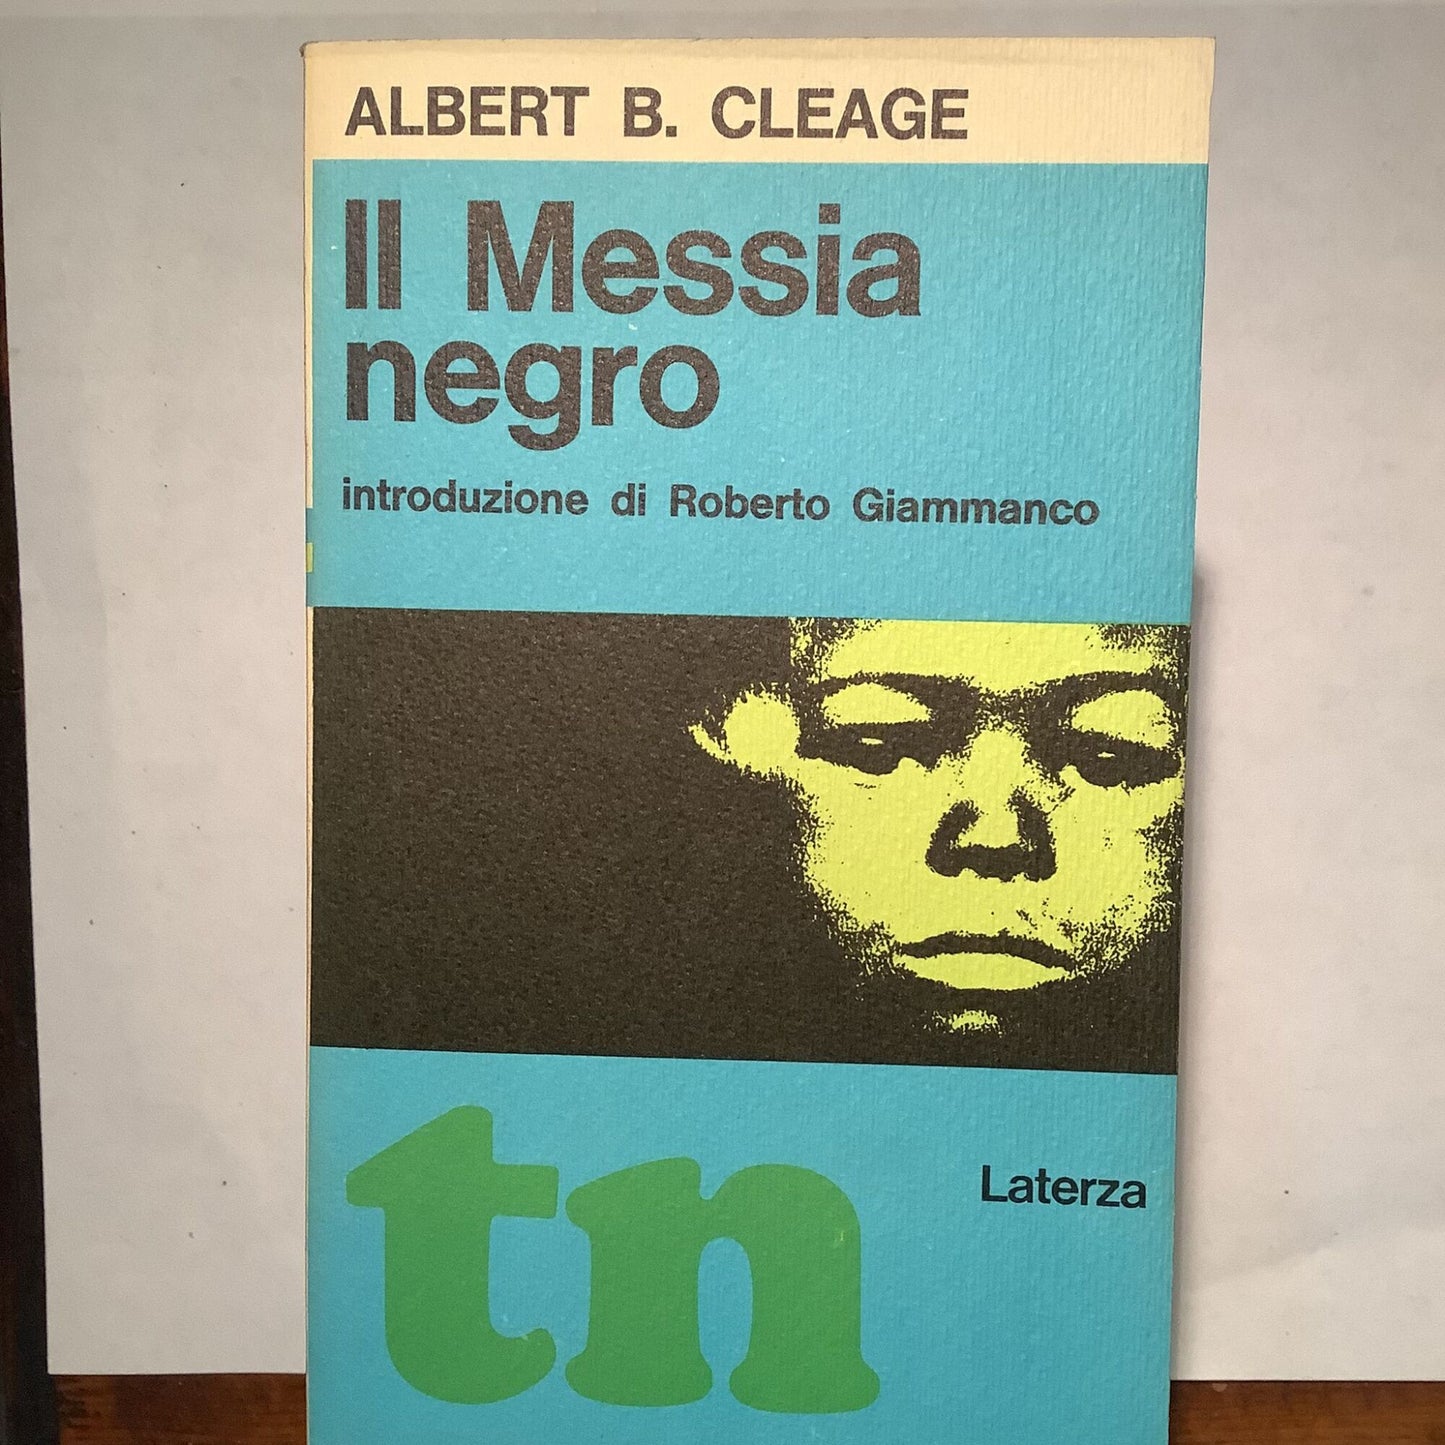 ALBERT B. CLEAGE
Il Messia
negro
introduzione di Roberto Giammanco
Laterza
tn